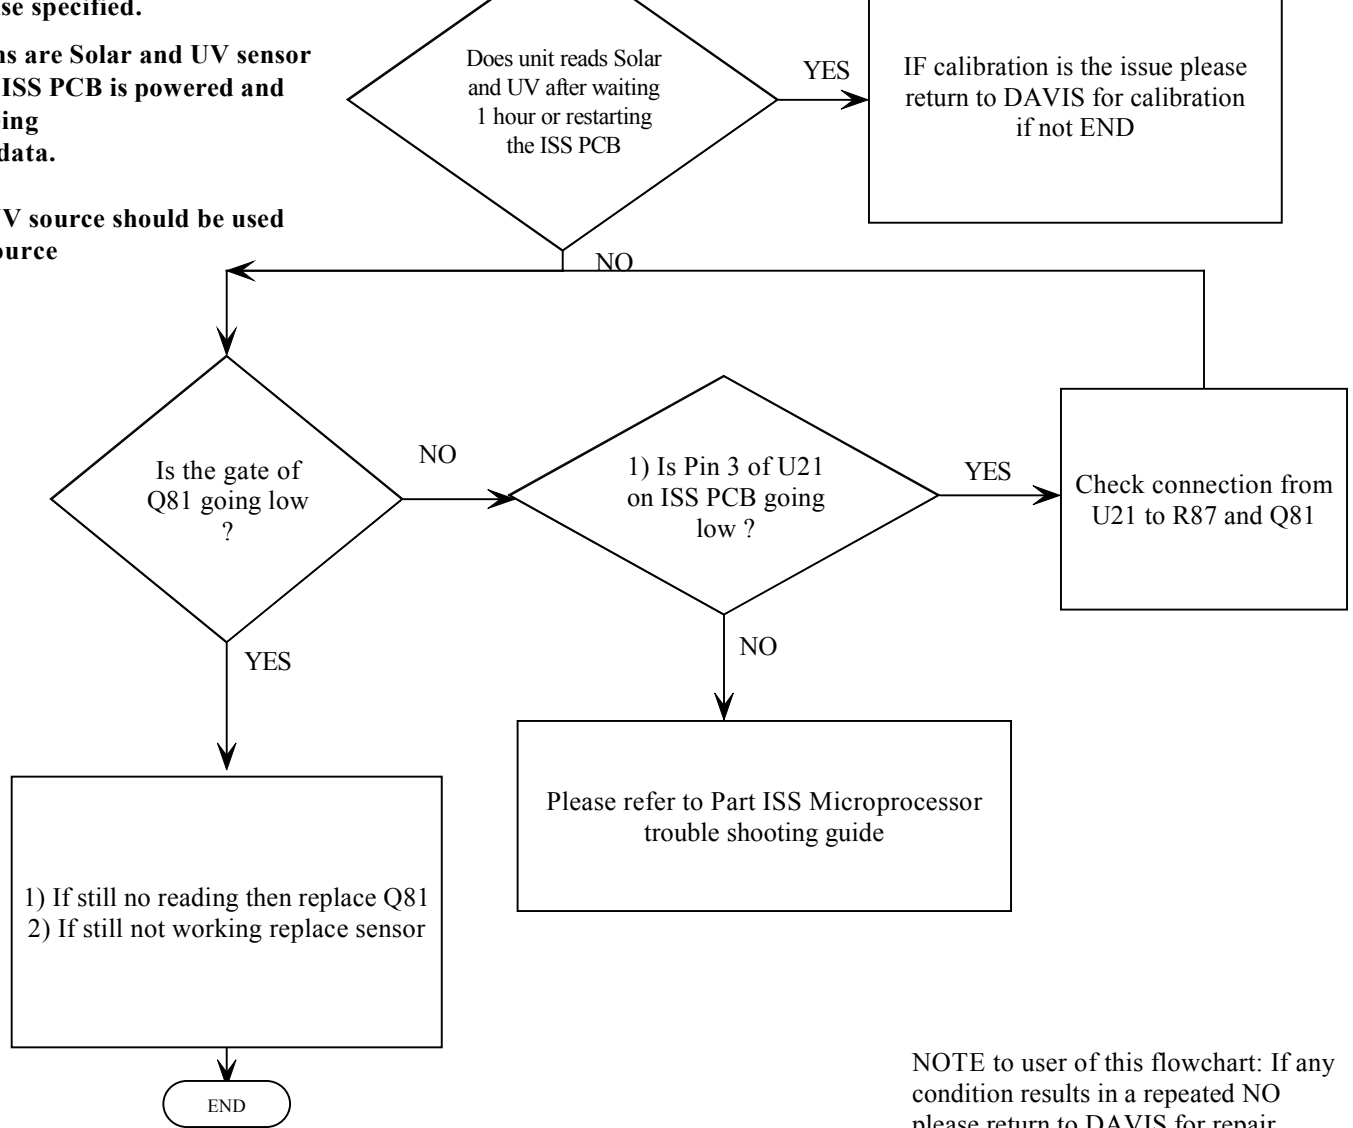 se specified.
ns are Solar and UV sensor
ISS PCB is powered and
ing
data.
V source should be used
ource
Does unit reads Solar
and UV after waiting
1 hour or restarting
the ISS PCB
YES
IF calibration is the issue please
return to DAVIS for calibration
if not END
NO
Is the gate of
Q81 going low
?
NO
1) Is Pin 3 of U21
on ISS PCB going
low ?
YES
Check connection from
U21 to R87 and Q81
YES
NO
Please refer to Part ISS Microprocessor
trouble shooting guide
1) If still no reading then replace Q81
2) If still not working replace sensor
END
NOTE to user of this flowchart: If any
condition results in a repeated NO
please return to DAVIS for repair